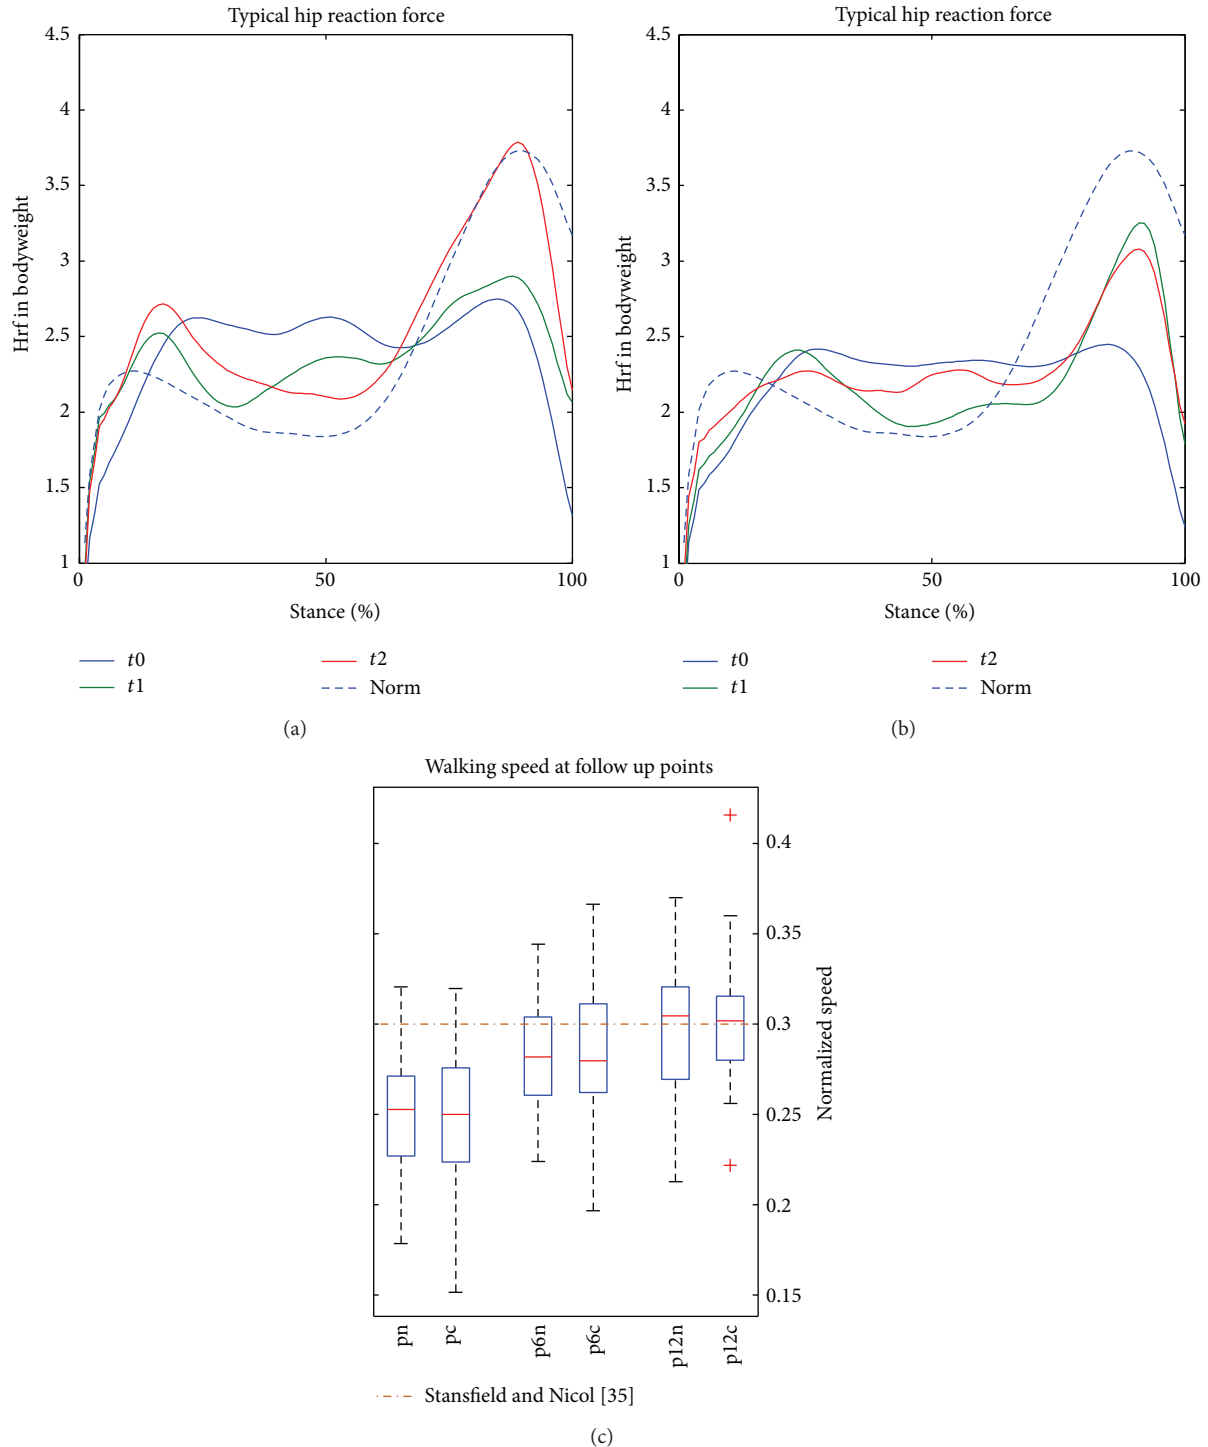 Typical hip reaction force
4.5
4
3.5
3
2.5
2
1.5
1
0
50
100
Hrf in bodyweight
Stance (%)
t0
t1
t2
Norm
(a)
Typical hip reaction force
4.5
4
3.5
3
2.5
2
1.5
1
0
50
100
Hrf in bodyweight
Stance (%)
t0
t1
t2
Norm
(b)
Walking speed at follow up points
0.4
0.35
0.3
0.25
0.2
0.15
Normalized speed
pn
pc
p6n
p6c
p12n
p12c
Stansfield and Nicol [35]
(c)